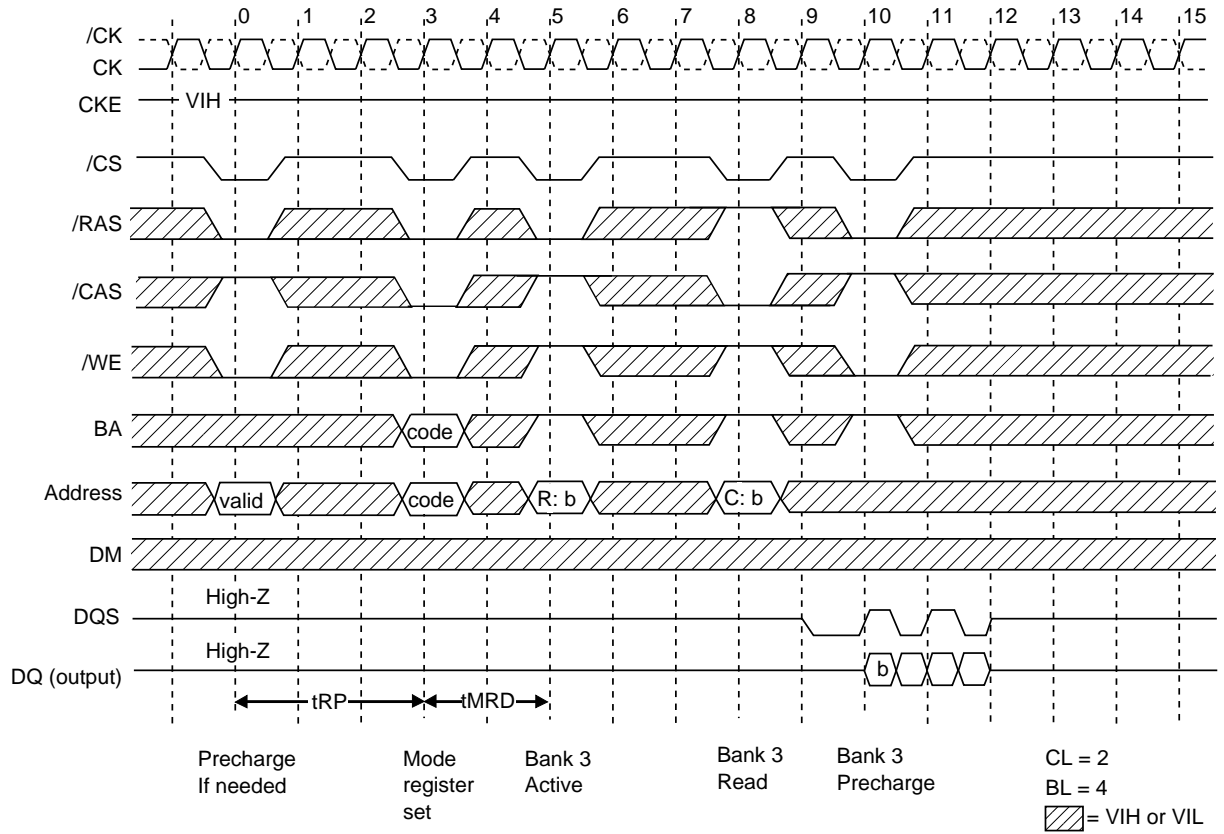 0 1 2 3 4 5 6 7 8 9 10 11 12 13 14 15
/CK
CK
CKE VIH
/CS
/RAS
/CAS
/WE
BA code
Address valid code R: b C: b
DM
High-Z
DQS
High-Z
DQ (output) b
tRP tMRD
Precharge If needed
Mode register set
Bank 3 Active
Bank 3 Read
Bank 3 Precharge
CL = 2
BL = 4
= VIH or VIL